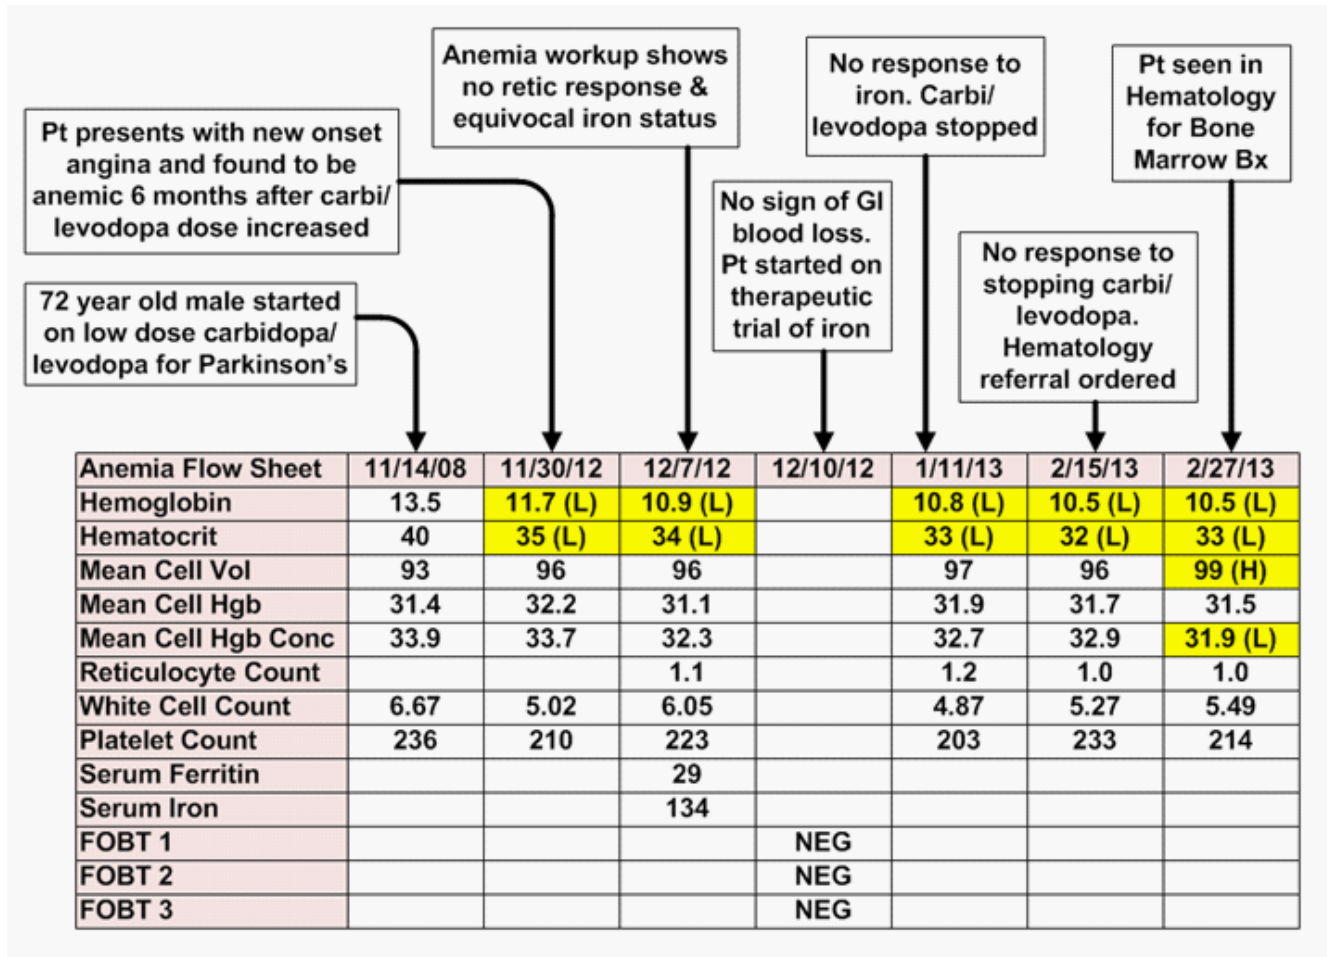 Pt presents with new onset
angina and found to be
anemic 6 months after carbi/
levodopa dose increased
72 year old male started
on low dose carbidopa/
levodopa for Parkinson's
Anemia workup shows
no retic response &
equivocal iron status
No sign of GI
blood loss.
Pt started on
therapeutic
trial of iron
No response to
iron. Carbi/
levodopa stopped
No response to
stopping carbi/
levodopa.
Hematology
referral ordered
Pt seen in
Hematology
for Bone
Marrow Bx
Anemia Flow Sheet 11/14/08 11/30/12 12/7/12 12/10/12 1/11/13 2/15/13 2/27/13
Hemoglobin 13.5 11.7 (L) 10.9 (L) 10.8 (L) 10.5 (L) 10.5 (L)
Hematocrit 40 35 (L) 34 (L) 33 (L) 32 (L) 33 (L)
Mean Cell Vol 93 96 96 97 96 99 (H)
Mean Cell Hgb 31.4 32.2 31.1 31.9 31.7 31.5
Mean Cell Hgb Conc 33.9 33.7 32.3 32.7 32.9 31.9 (L)
Reticulocyte Count 1.1 1.2 1.0 1.0
White Cell Count 6.67 5.02 6.05 4.87 5.27 5.49
Platelet Count 236 210 223 203 233 214
Serum Ferritin 29
Serum Iron 134
FOBT 1 NEG
FOBT 2 NEG
FOBT 3 NEG